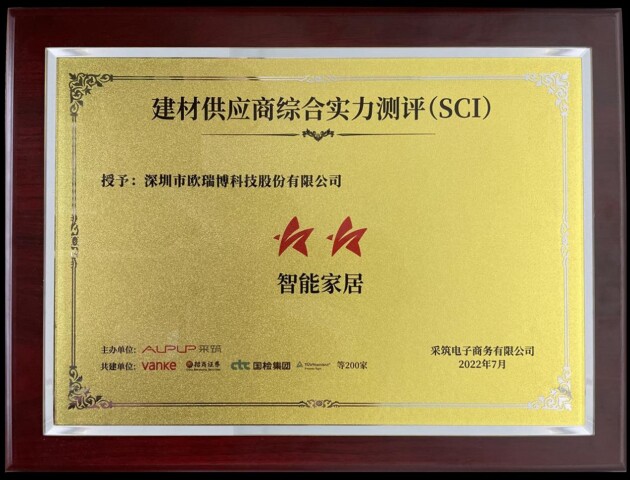 建材供应商综合实力测评(SCI)
授予：深圳市欧瑞博科技股份有限公司
智能家居
主办单位： AUPUP 采筑
共建单位： vanke 招商证券 ctc 国检集团 TÜVRheinland 等200家
采筑电子商务有限公司
2022年7月